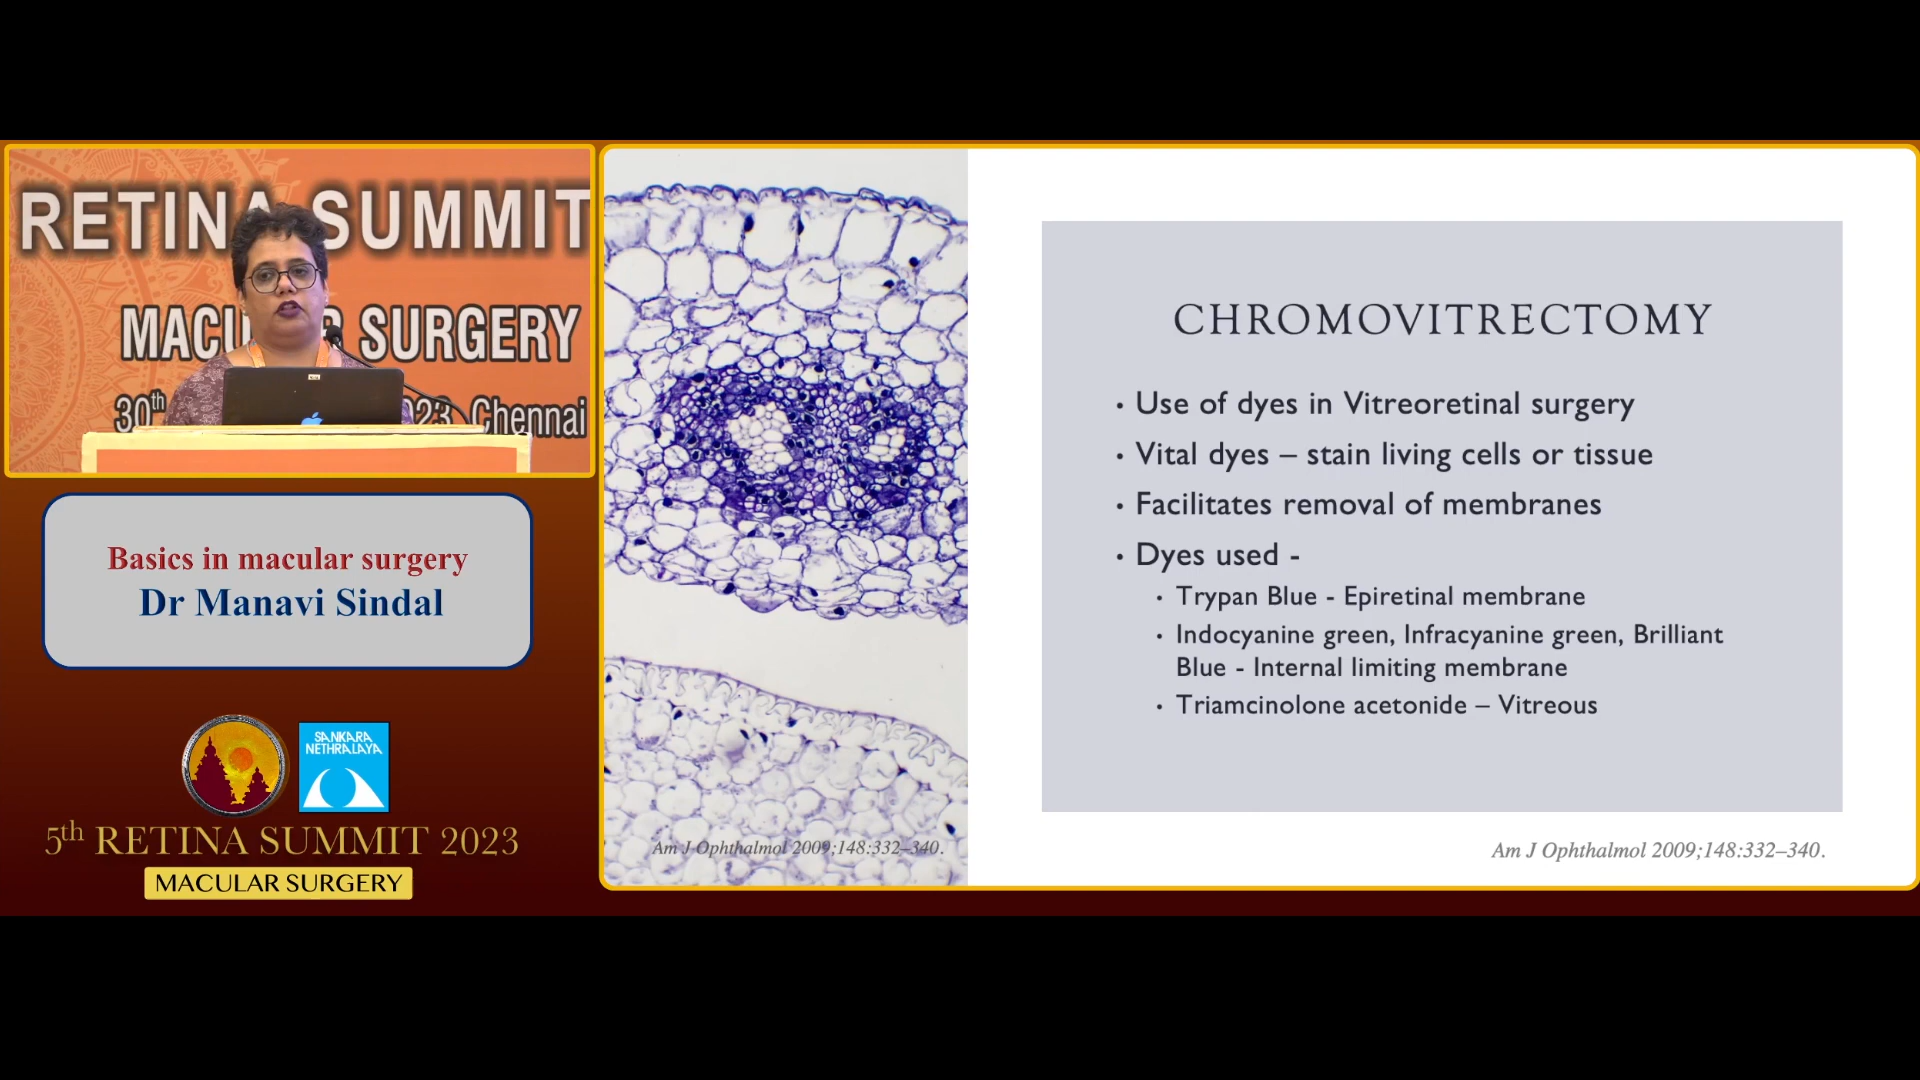 RETINA SUMMIT
SURGERY
30th
Chennai
Basics in macular surgery
Dr Manavi Sindal
SANKARA
NETHRALAYA
5th RETINA SUMMIT 2023
MACULAR SURGERY
CHROMOVITRECTOMY
• Use of dyes in Vitreoretinal surgery
• Vital dyes – stain living cells or tissue
• Facilitates removal of membranes
• Dyes used -
• Trypan Blue - Epiretinal membrane
• Indocyanine green, Infracyanine green, Brilliant
Blue - Internal limiting membrane
• Triamcinolone acetonide – Vitreous
Am J Ophthalmol 2009;148:332–340.
Am J Ophthalmol 2009;148:332–340.